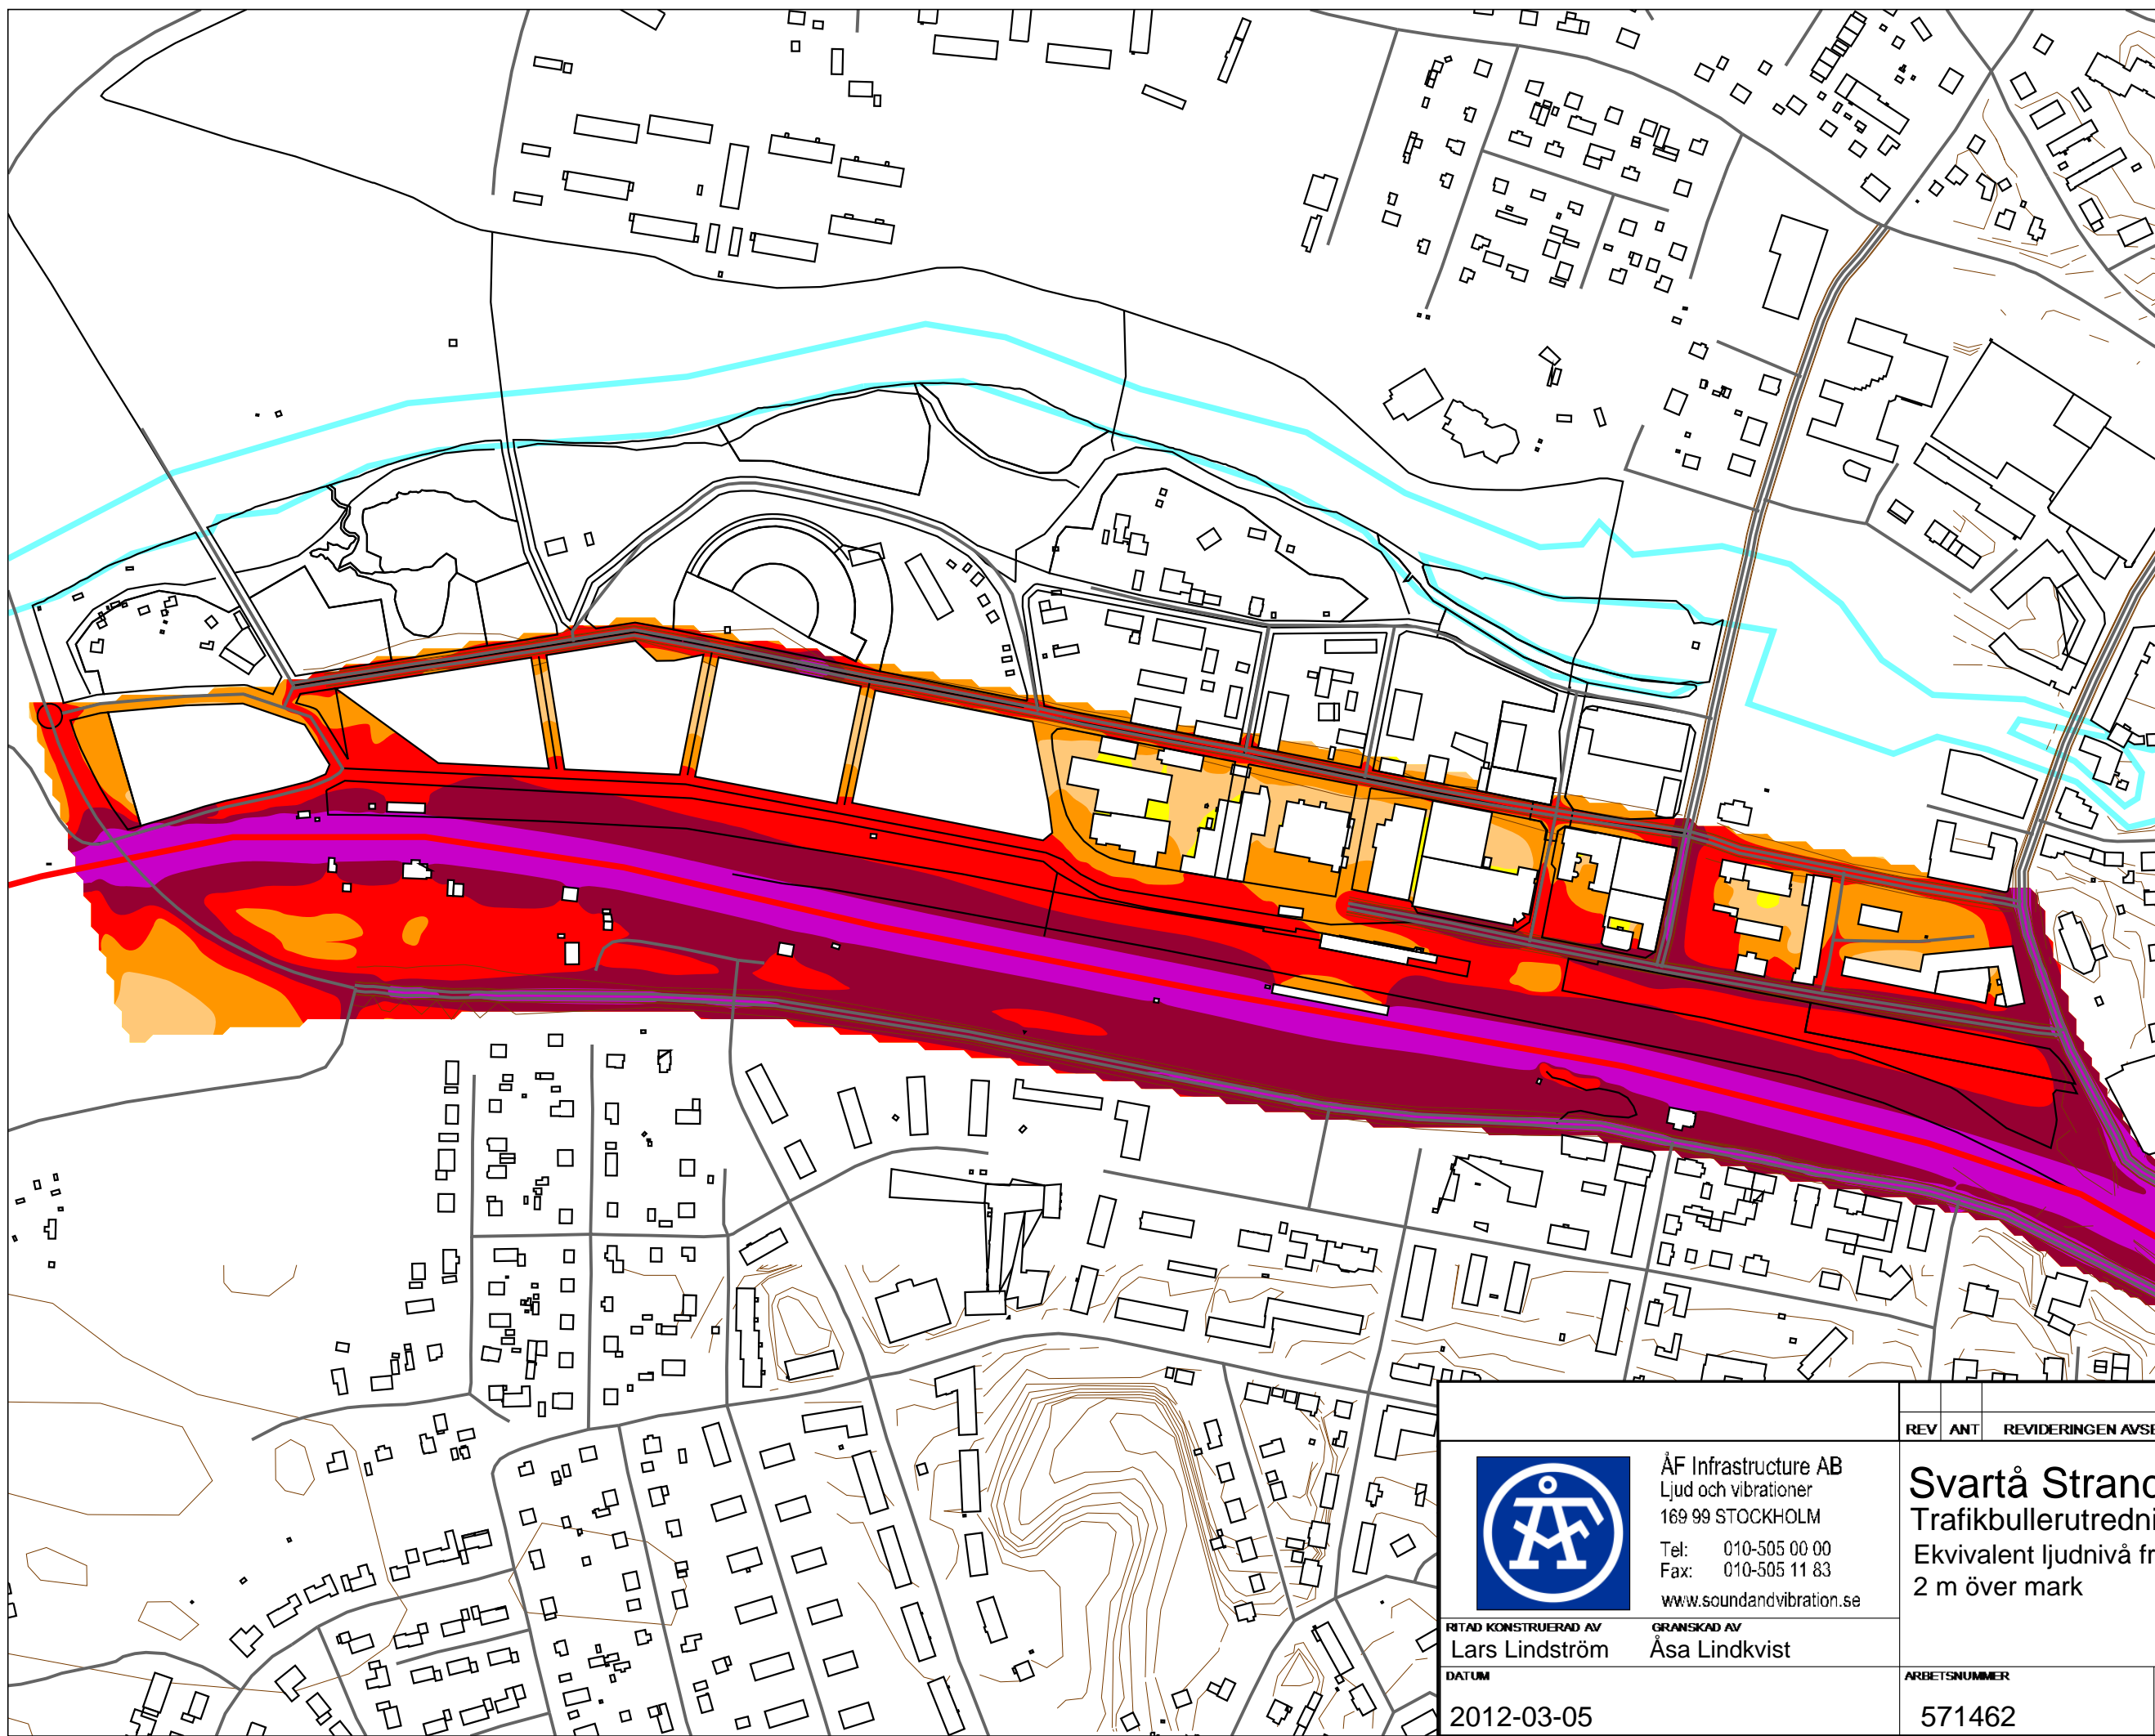 REV ANT REVIDERINGEN AVSE
ÅF
ÅF Infrastructure AB
Ljud och vibrationer
169 99 STOCKHOLM
Tel: 010-505 00 00
Fax: 010-505 11 83
www.soundandvibration.se
Svartå Strand
Trafikbullerutredni
Ekvivalent ljudnivå fr
2 m över mark
RITAD KONSTRUERAD AV GRANSKAD AV
Lars Lindström Åsa Lindkvist
DATUM
2012-03-05
ARBETSNUMMER
571462